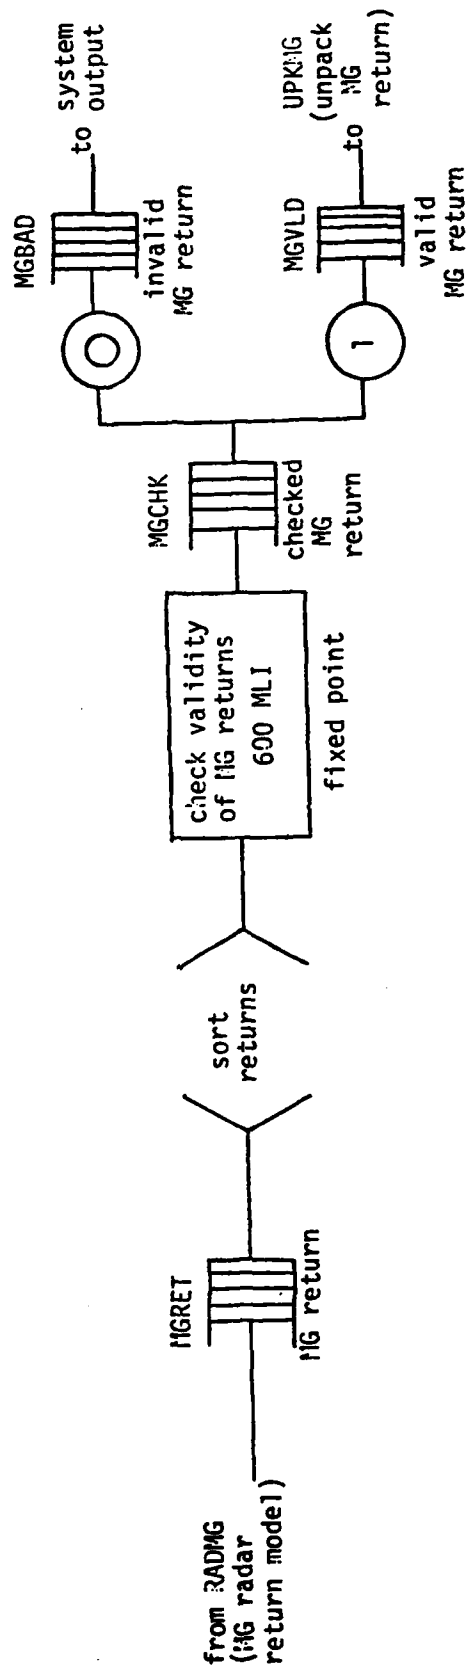 from RADMG
(MG radar
return model)
MGRET
MG return
sort
returns
check validity
of MG returns
600 MLI
fixed point
MGCHK
checked
MG
return
0
MGBAD
invalid
MG return
to system
output
1
MGVLD
valid
MG return
to UPKMG
(unpack
MG
return)